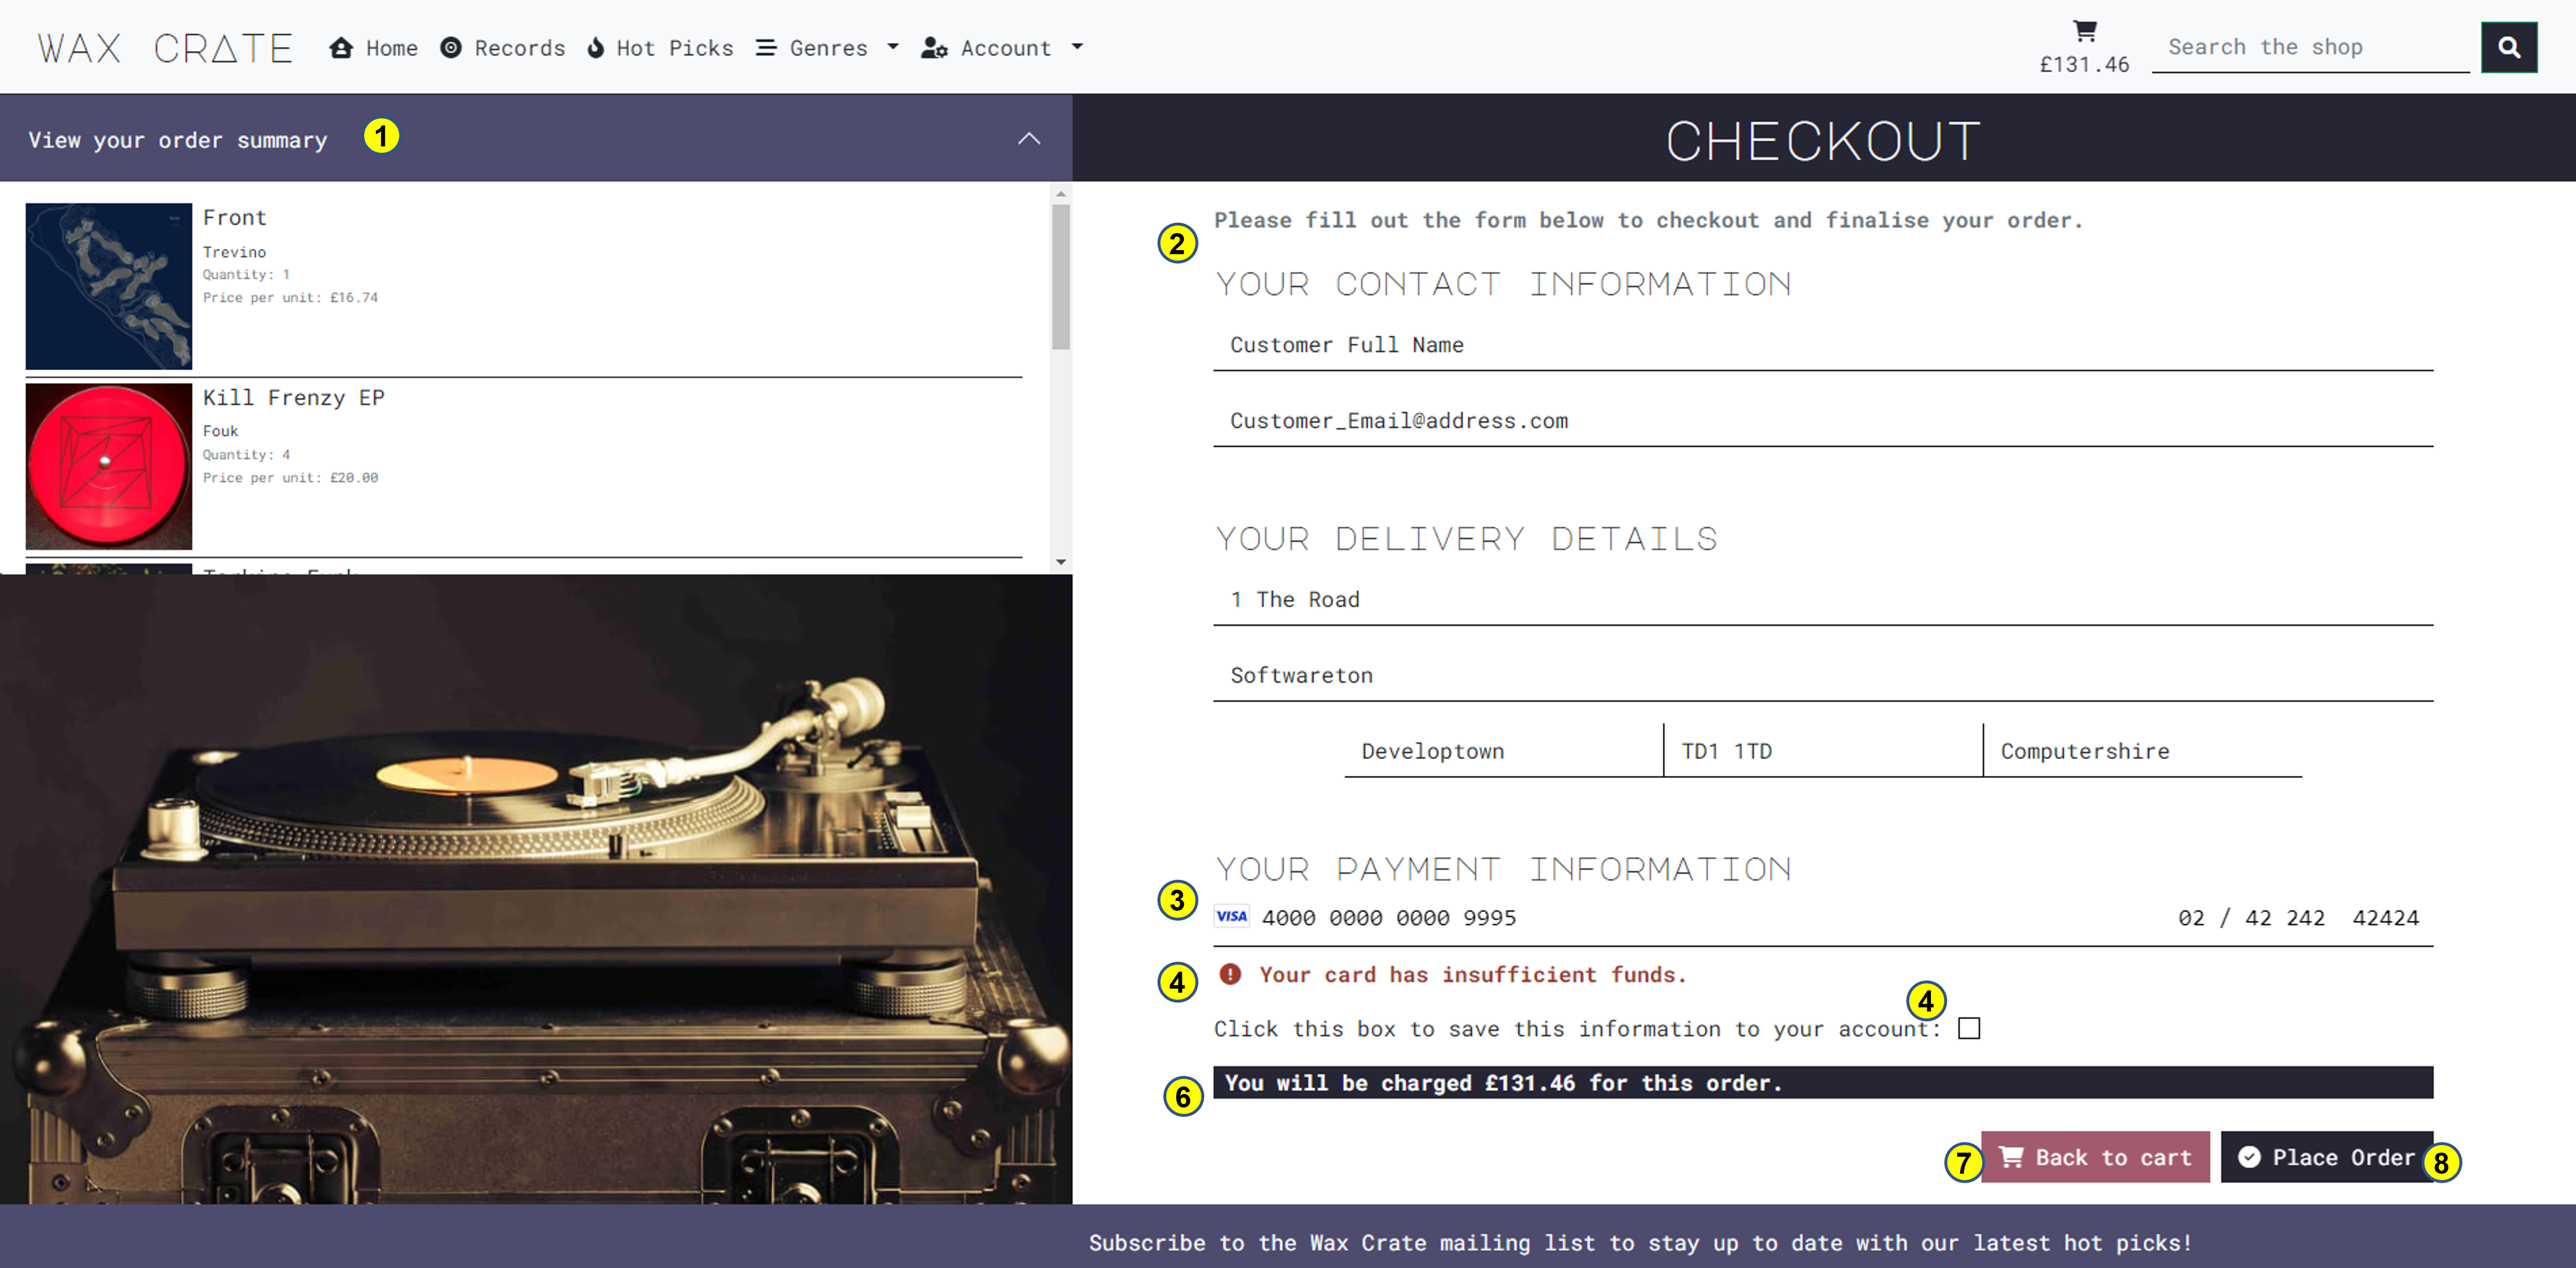 WAX CRATE
Home
Records
Hot Picks
Genres
Account
£131.46
Search the shop
View your order summary
1
CHECKOUT
Front
Trevino
Quantity: 1
Price per unit: £16.74
Kill Frenzy EP
Fouk
Quantity: 4
Price per unit: £20.00
2
Please fill out the form below to checkout and finalise your order.
YOUR CONTACT INFORMATION
Customer Full Name
Customer_Email@address.com
YOUR DELIVERY DETAILS
1 The Road
Softwareton
Developtown
TD1 1TD
Computershire
YOUR PAYMENT INFORMATION
3
VISA 4000 0000 0000 9995 02 / 42 242 42424
4
Your card has insufficient funds.
4
Click this box to save this information to your account:
6
You will be charged £131.46 for this order.
7
Back to cart
Place Order
8
Subscribe to the Wax Crate mailing list to stay up to date with our latest hot picks!